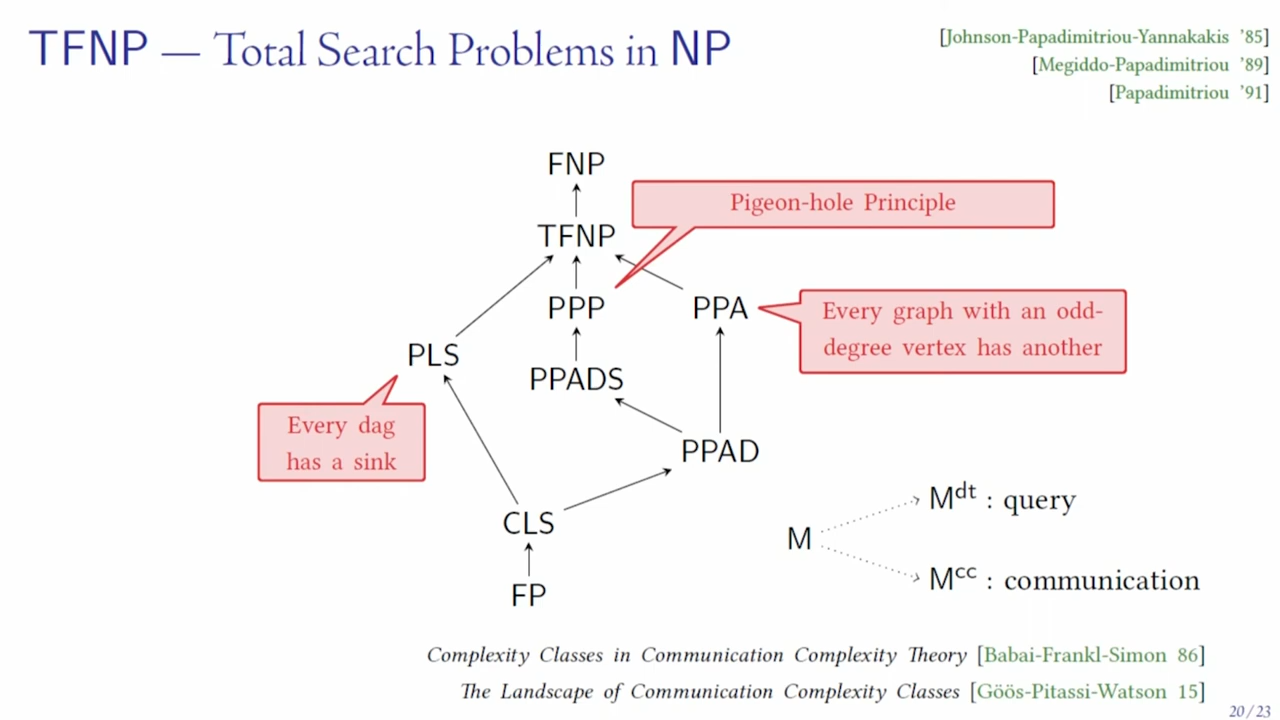 TFNP — Total Search Problems in NP
[Johnson-Papadimitriou-Yannakakis '85]
[Megiddo-Papadimitriou '89]
[Papadimitriou '91]
FNP
Pigeon-hole Principle
TFNP
PPP
PPA
Every graph with an odd-
degree vertex has another
PLS
PPADS
Every dag
has a sink
PPAD
CLS
FP
M
Mᵈᵗ : query
Mᶜᶜ : communication
Complexity Classes in Communication Complexity Theory [Babai-Frankl-Simon 86]
The Landscape of Communication Complexity Classes [Göös-Pitassi-Watson 15]
20/23